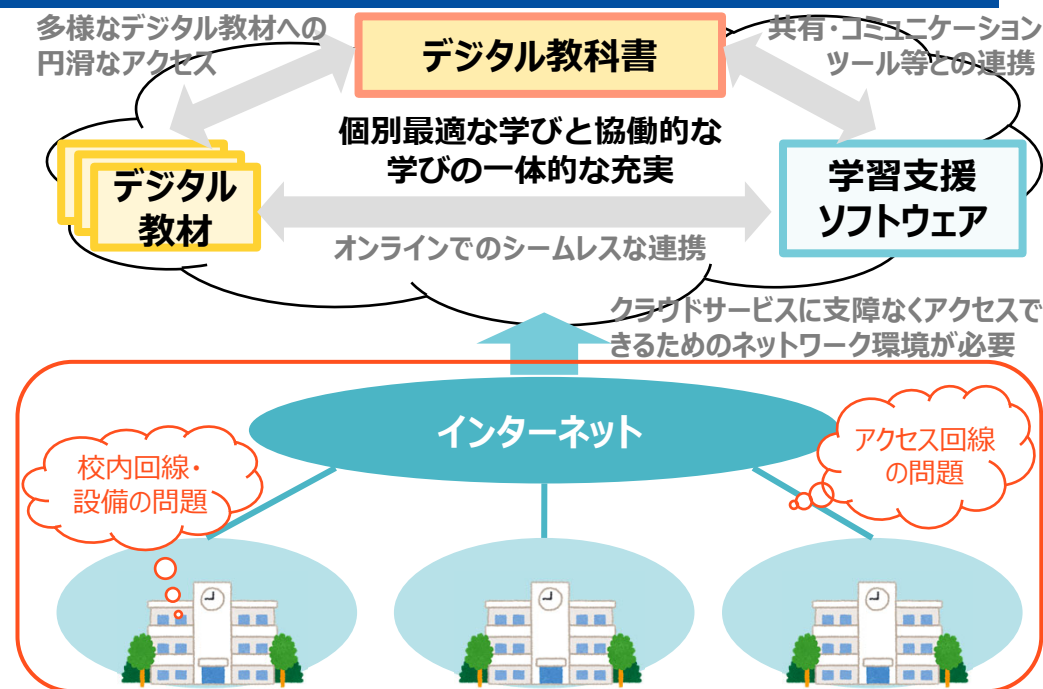 多様なデジタル教材への
円滑なアクセス
デジタル教科書
共有・コミュニケーション
ツール等との連携
個別最適な学びと協働的な
学びの一体的な充実
デジタル
教材
学習支援
ソフトウェア
オンラインでのシームレスな連携
クラウドサービスに支障なくアクセスで
きるためのネットワーク環境が必要
インターネット
校内回線・
設備の問題
アクセス回線
の問題